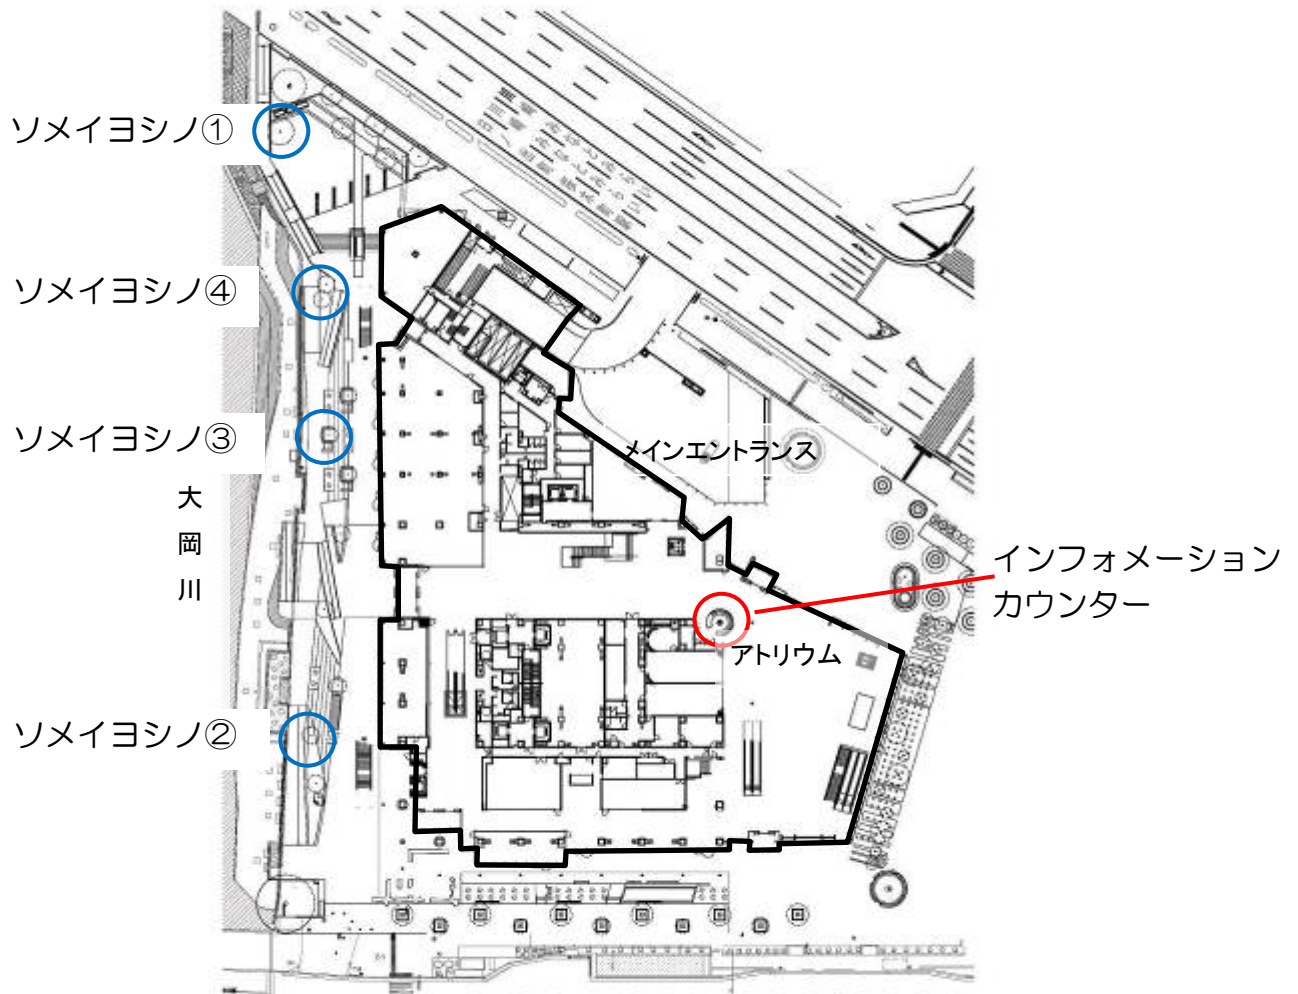 ソメイヨシノ①
ソメイヨシノ④
ソメイヨシノ③
メインエントランス
大
岡
川
インフォメーション
カウンター
アトリウム
ソメイヨシノ②